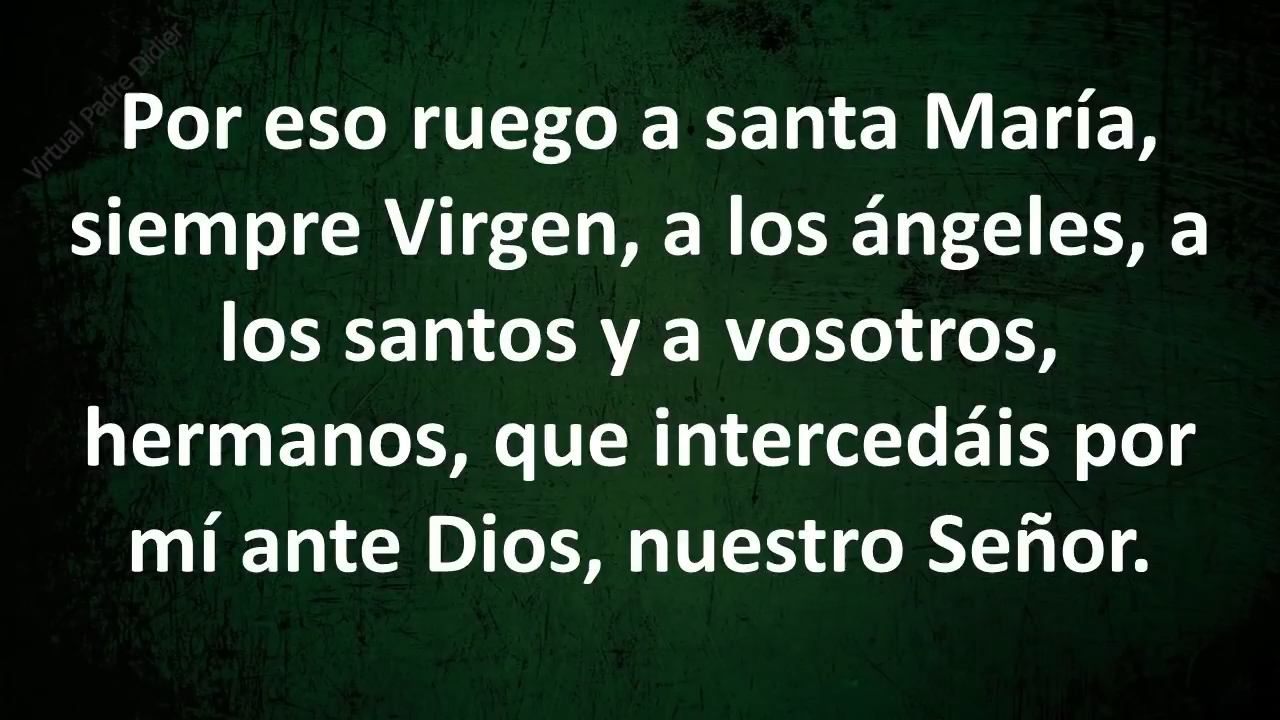 Virtual Padre Didier
Por eso ruego a santa María,
siempre Virgen, a los ángeles, a
los santos y a vosotros,
hermanos, que intercedáis por
mí ante Dios, nuestro Señor.